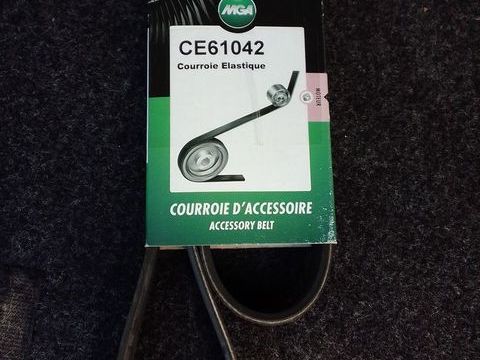 MGA
CE61042
Courroie Elastique
MOTEUR
COURROIE D'ACCESSOIRE
ACCESSORY BELT